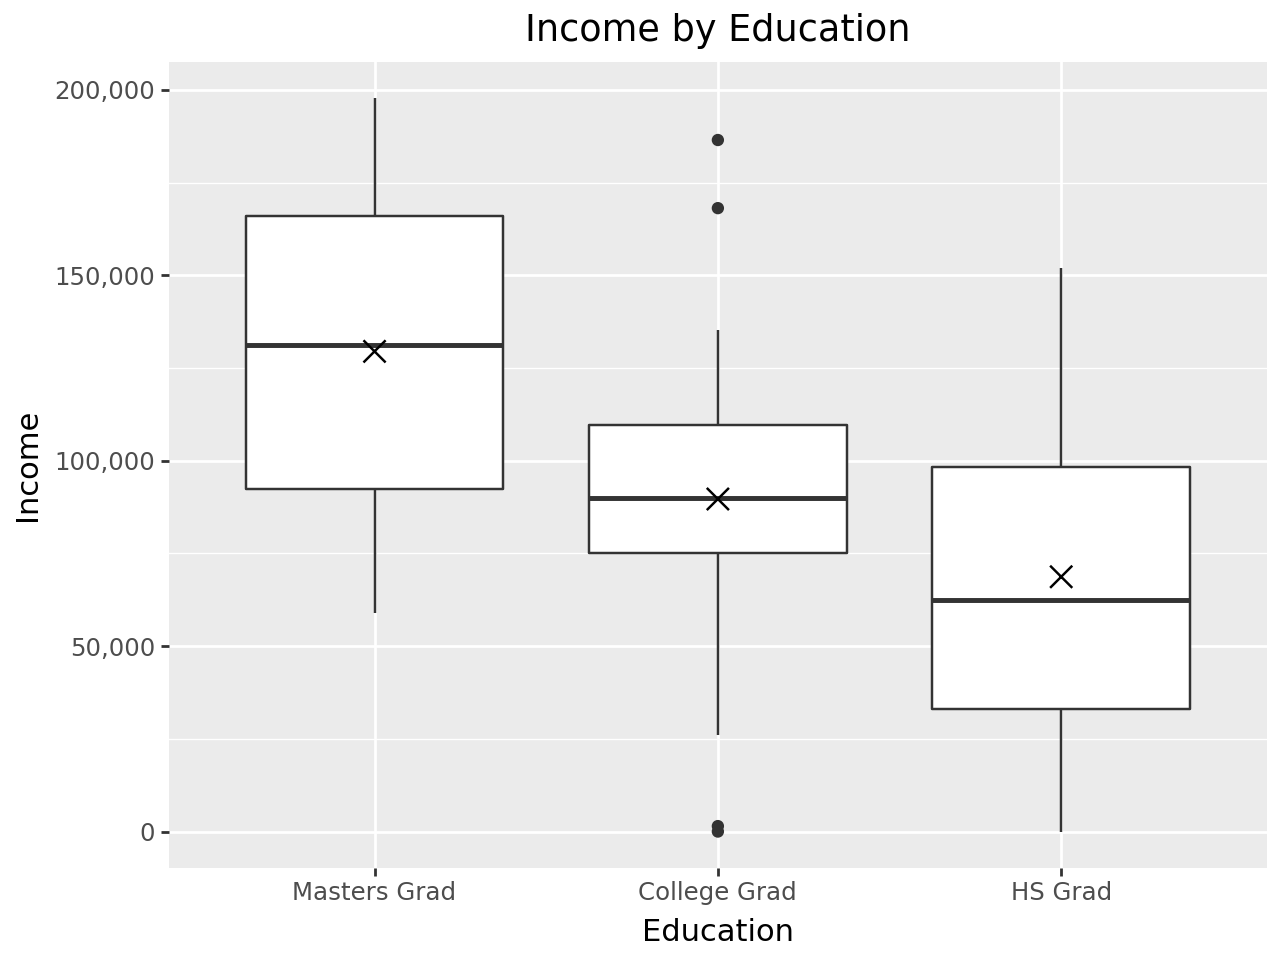 Income by Education
200,000
150,000
100,000
50,000
0
Income
Masters Grad
College Grad
HS Grad
Education